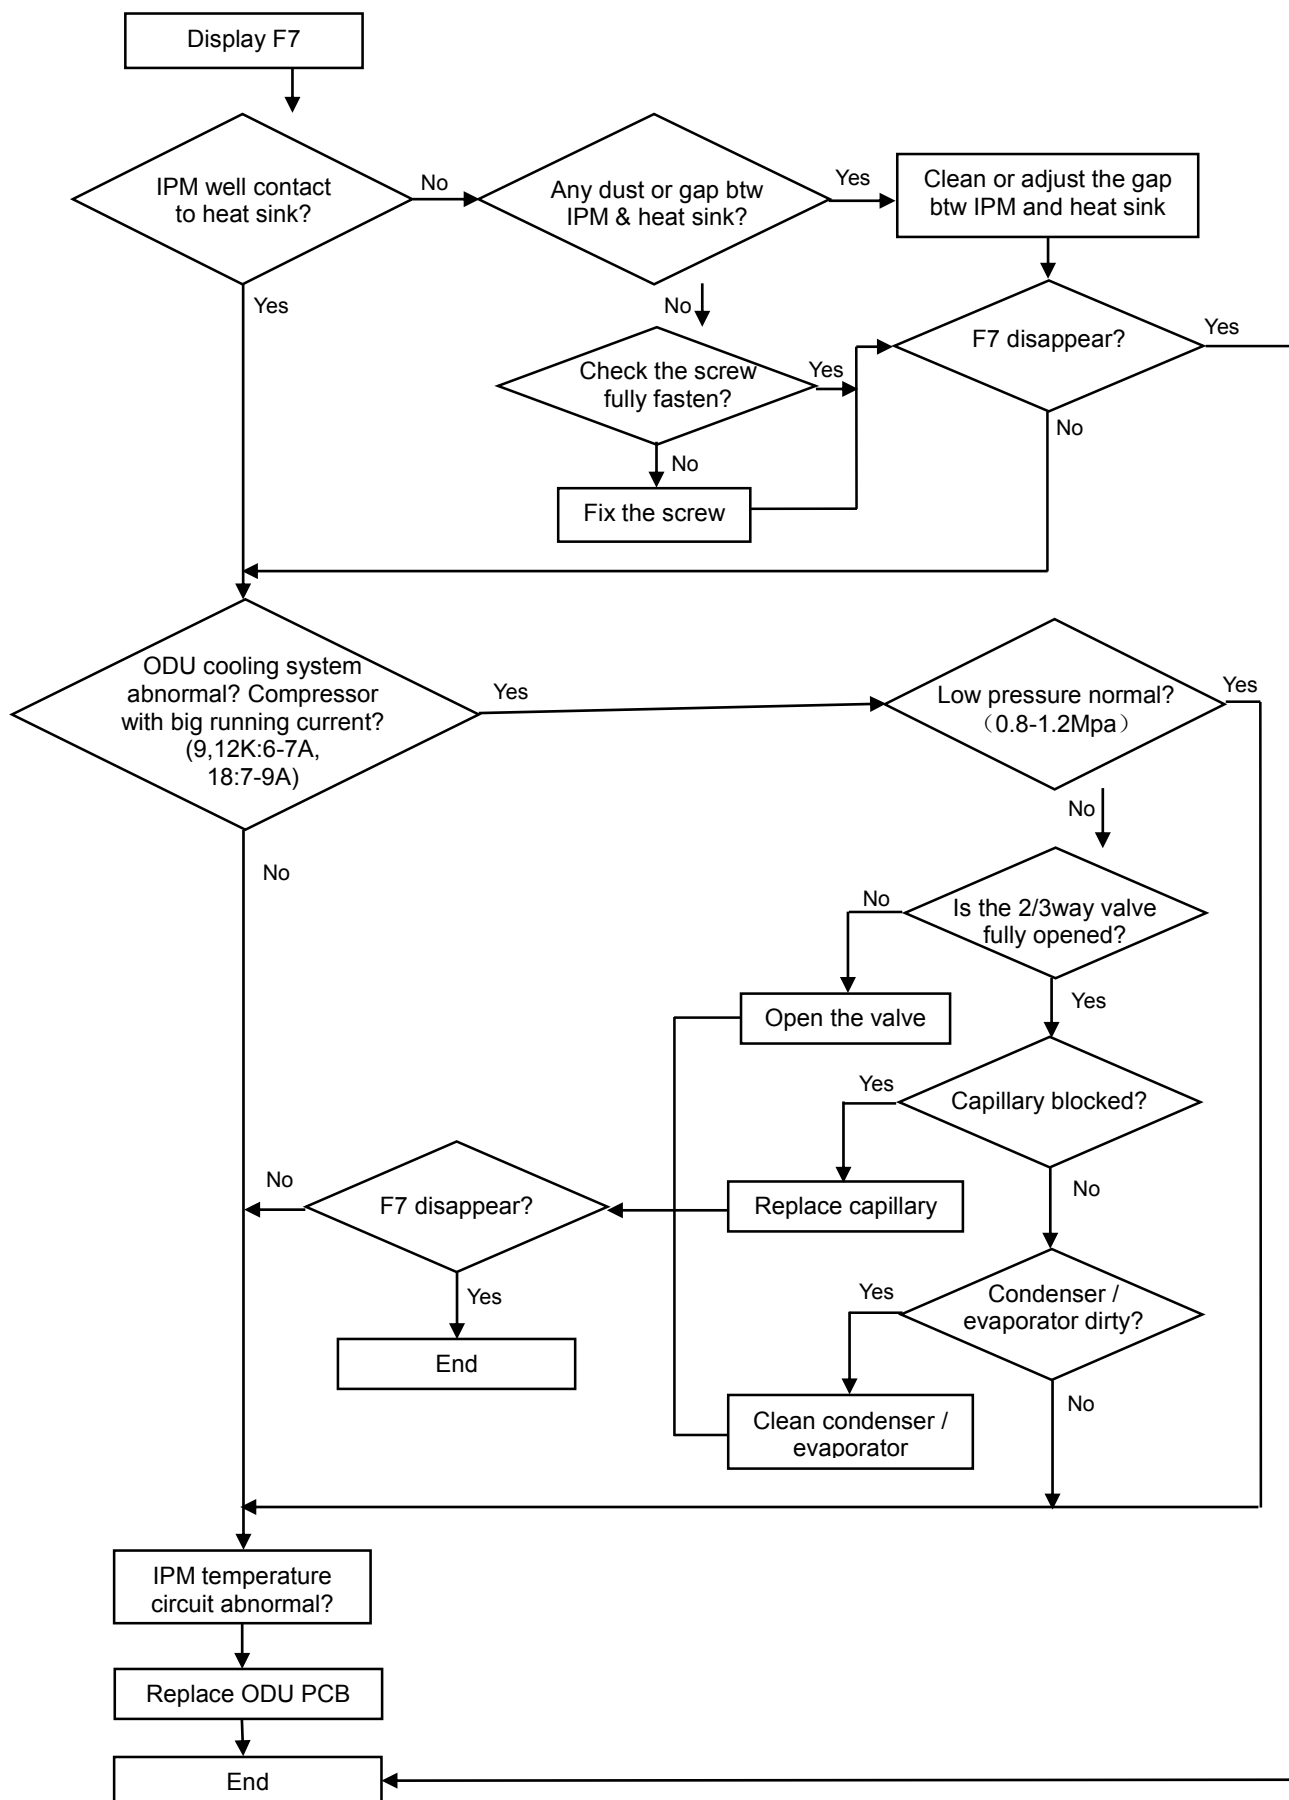 Display F7
IPM well contact
to heat sink?
No
Any dust or gap btw
IPM & heat sink?
Yes
Clean or adjust the gap
btw IPM and heat sink
Yes
No
F7 disappear?
Yes
Check the screw
fully fasten?
Yes
No
No
Fix the screw
ODU cooling system
abnormal? Compressor
with big running current?
(9,12K:6-7A,
18:7-9A)
Yes
Low pressure normal?
（0.8-1.2Mpa）
Yes
No
No
Is the 2/3way valve
fully opened?
No
Open the valve
Yes
Capillary blocked?
Yes
Replace capillary
No
F7 disappear?
No
Yes
End
Condenser /
evaporator dirty?
Yes
Clean condenser /
evaporator
No
IPM temperature
circuit abnormal?
Replace ODU PCB
End